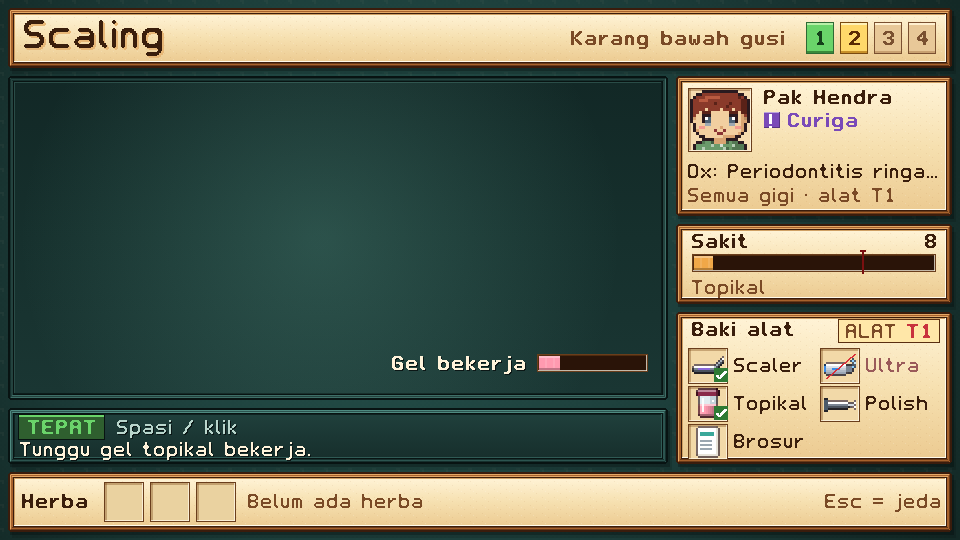 Scaling
Karang bawah gusi 1 2 3 4
Pak Hendra
Curiga
Dx: Periodontitis ringa…
Semua gigi · alat T1
Sakit 8
Topikal
Baki alat ALAT T1
Scaler Ultra
Topikal Polish
Brosur
Gel bekerja
TEPAT Spasi / klik
Tunggu gel topikal bekerja.
Herba Belum ada herba Esc = jeda